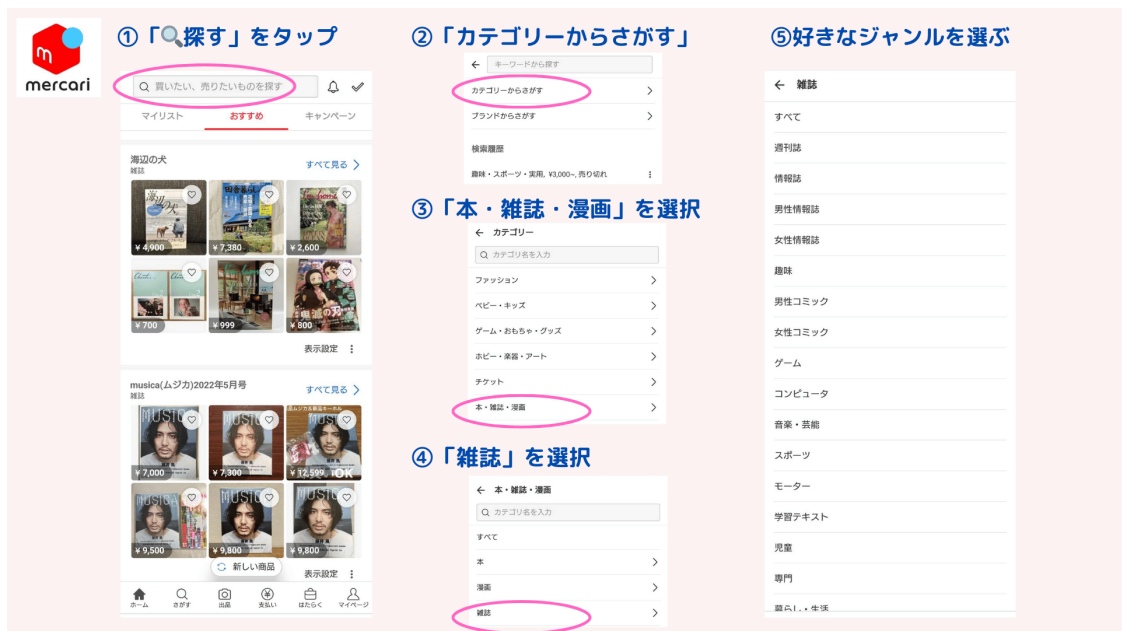 mercari
①「🔍探す」をタップ
買いたい、売りたいものを探す
マイリスト
おすすめ
キャンペーン
海辺の犬
雑誌
すべて見る
¥ 4,900
¥ 7,380
¥ 2,600
¥ 700
¥ 999
¥ 800
表示設定
musica(ムジカ)2022年5月号
雑誌
すべて見る
MUSICA
¥ 7,000
¥ 7,300
¥ 12,599
OK
MUSICA
¥ 9,500
¥ 9,800
¥ 9,800
新しい商品
表示設定
ホーム
さがす
出品
支払い
はたらく
マイページ
②「カテゴリーからさがす」
キーワードから探す
カテゴリーからさがす
ブランドからさがす
検索履歴
趣味・スポーツ・実用, ¥3,000~, 売り切れ
③「本・雑誌・漫画」を選択
カテゴリー
カテゴリ名を入力
ファッション
ベビー・キッズ
ゲーム・おもちゃ・グッズ
ホビー・楽器・アート
チケット
本・雑誌・漫画
④「雑誌」を選択
本・雑誌・漫画
カテゴリ名を入力
すべて
本
漫画
雑誌
⑤好きなジャンルを選ぶ
雑誌
すべて
週刊誌
情報誌
男性情報誌
女性情報誌
趣味
男性コミック
女性コミック
ゲーム
コンピュータ
音楽・芸能
スポーツ
モーター
学習テキスト
児童
専門
暮らし・生活